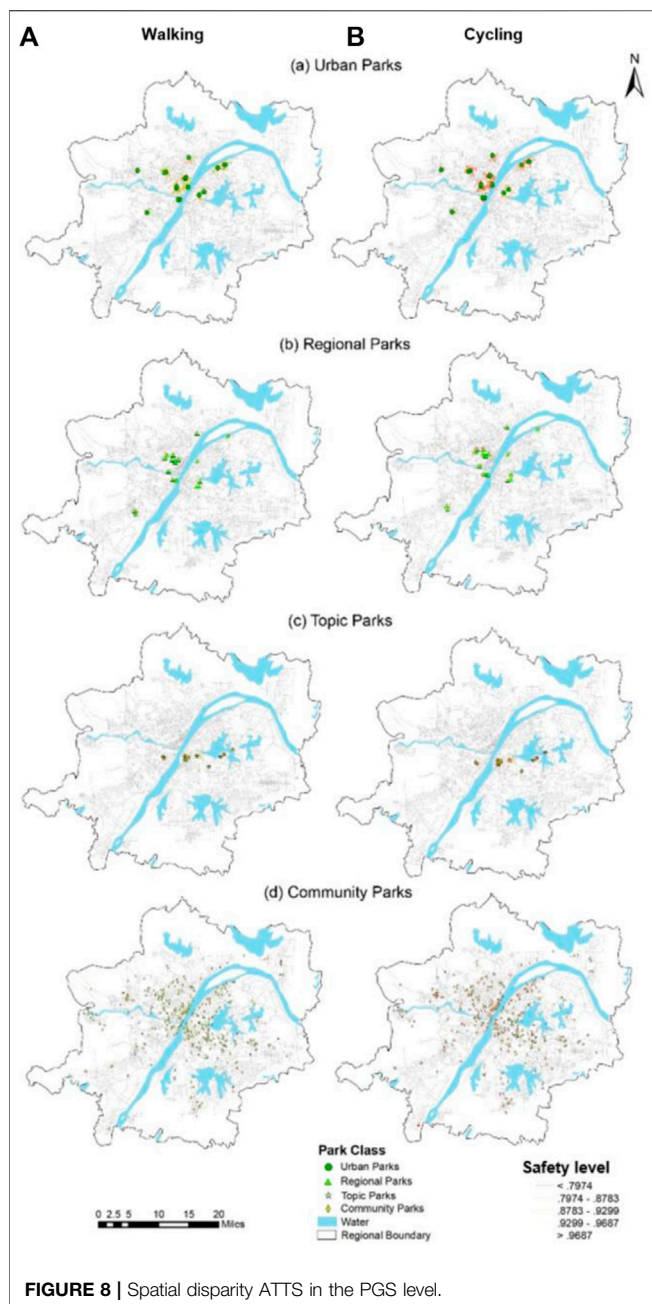 A Walking B Cycling
(a) Urban Parks
N
(b) Regional Parks
(c) Topic Parks
(d) Community Parks
Park Class
Urban Parks
Regional Parks
Topic Parks
Community Parks
Water
Regional Boundary
Safety level
< .7974
.7974 - .8783
.8783 - .9299
.9299 - .9687
> .9687
0 2.5 5 10 15 20
Miles
FIGURE 8 | Spatial disparity ATTS in the PGS level.